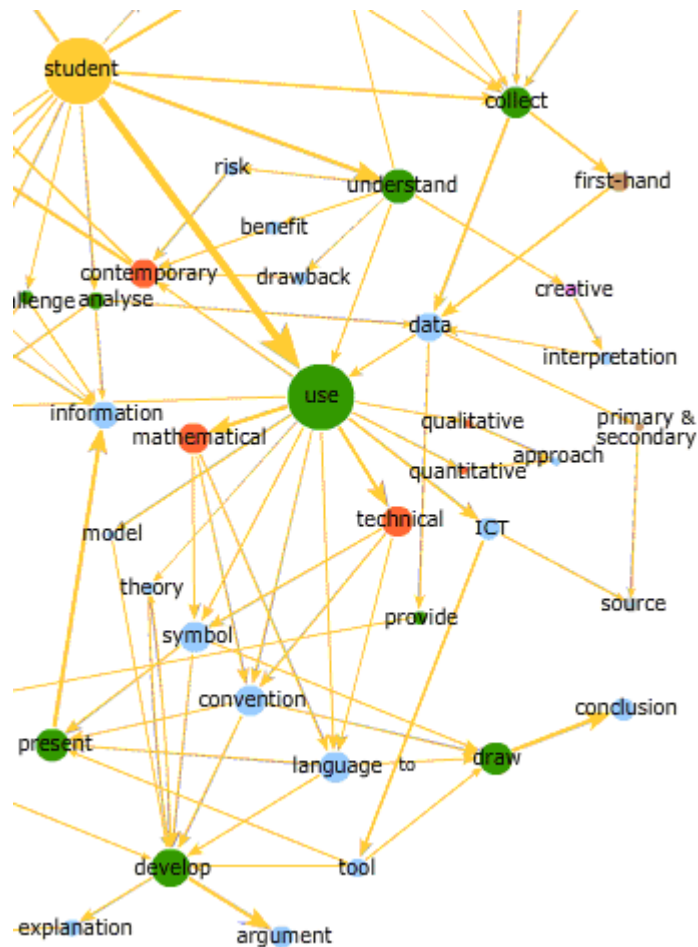 student
collect
risk
understand
first-hand
benefit
contemporary
drawback
creative
allenge
analyse
data
interpretation
use
information
qualitative
primary &
secondary
mathematical
approach
quantitative
technical
ICT
model
theory
source
provide
symbol
convention
conclusion
present
language
to
draw
develop
tool
explanation
argument